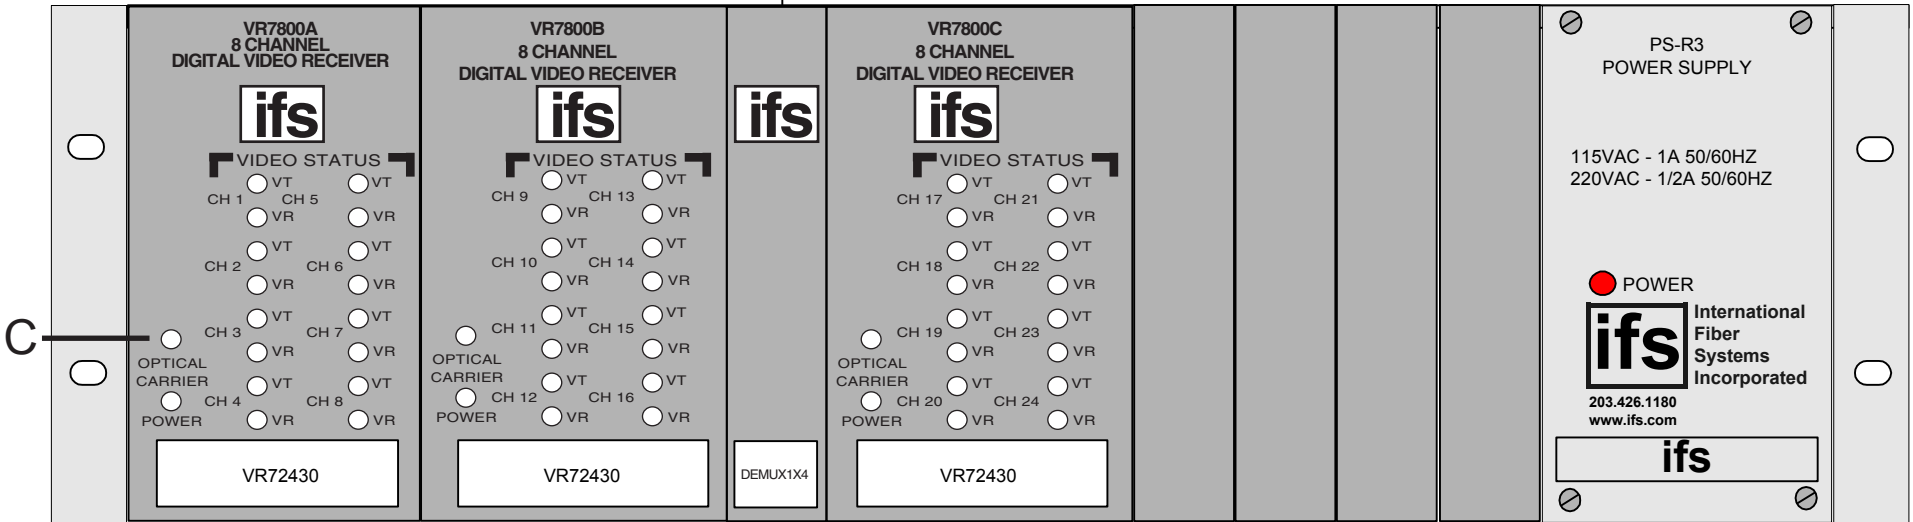 C
VR7800A
8 CHANNEL
DIGITAL VIDEO RECEIVER
ifs
VIDEO STATUS
VT VT
CH 1 CH 5
VR VR
VT VT
CH 2 CH 6
VR VR
VT VT
CH 3 CH 7
VR VR
OPTICAL
CARRIER
VT VT
CH 4 CH 8
POWER
VR VR
VR72430
VR7800B
8 CHANNEL
DIGITAL VIDEO RECEIVER
ifs
VIDEO STATUS
VT VT
CH 9 CH 13
VR VR
VT VT
CH 10 CH 14
VR VR
VT VT
CH 11 CH 15
VR VR
OPTICAL
CARRIER
VT VT
CH 12 CH 16
POWER
VR VR
VR72430
ifs
DEMUX1X4
VR7800C
8 CHANNEL
DIGITAL VIDEO RECEIVER
ifs
VIDEO STATUS
VT VT
CH 17 CH 21
VR VR
VT VT
CH 18 CH 22
VR VR
VT VT
CH 19 CH 23
VR VR
OPTICAL
CARRIER
VT VT
CH 20 CH 24
POWER
VR VR
VR72430
PS-R3
POWER SUPPLY
115VAC - 1A 50/60HZ
220VAC - 1/2A 50/60HZ
POWER
ifs
International
Fiber
Systems
Incorporated
203.426.1180
www.ifs.com
ifs